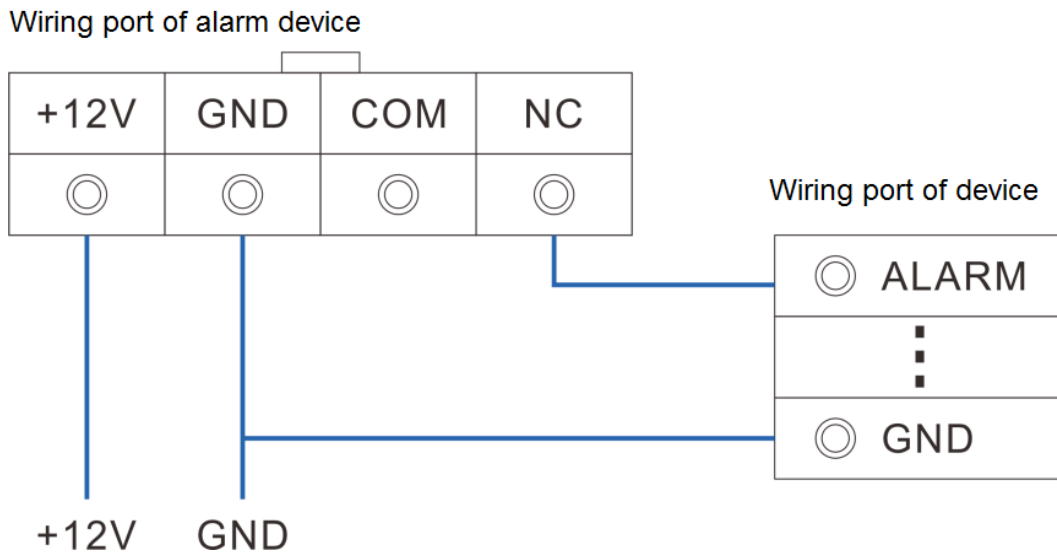 Wiring port of alarm device
+12V GND COM NC
Wiring port of device
ALARM
GND
+12V GND